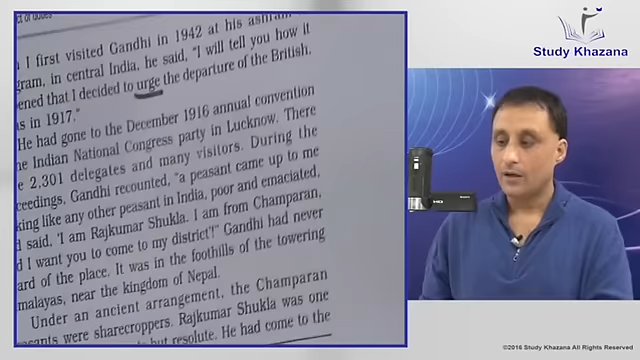 ct of duties
I first visited Gandhi in 1942 at his ashram
gram, in central India, he said, "I will tell you how it
ened that I decided to urge the departure of the British.
s in 1917."
He had gone to the December 1916 annual convention
e Indian National Congress party in Lucknow. There
e 2,301 delegates and many visitors. During the
ceedings, Gandhi recounted, "a peasant came up to me
king like any other peasant in India, poor and emaciated,
d said, 'I am Rajkumar Shukla. I am from Champaran,
d I want you to come to my district'!" Gandhi had never
ard of the place. It was in the foothills of the towering
malayas, near the kingdom of Nepal.
Under an ancient arrangement, the Champaran
asants were sharecroppers. Rajkumar Shukla was one
but resolute. He had come to the
Study Khazana
HD
SONY
©2016 Study Khazana All Rights Reserved